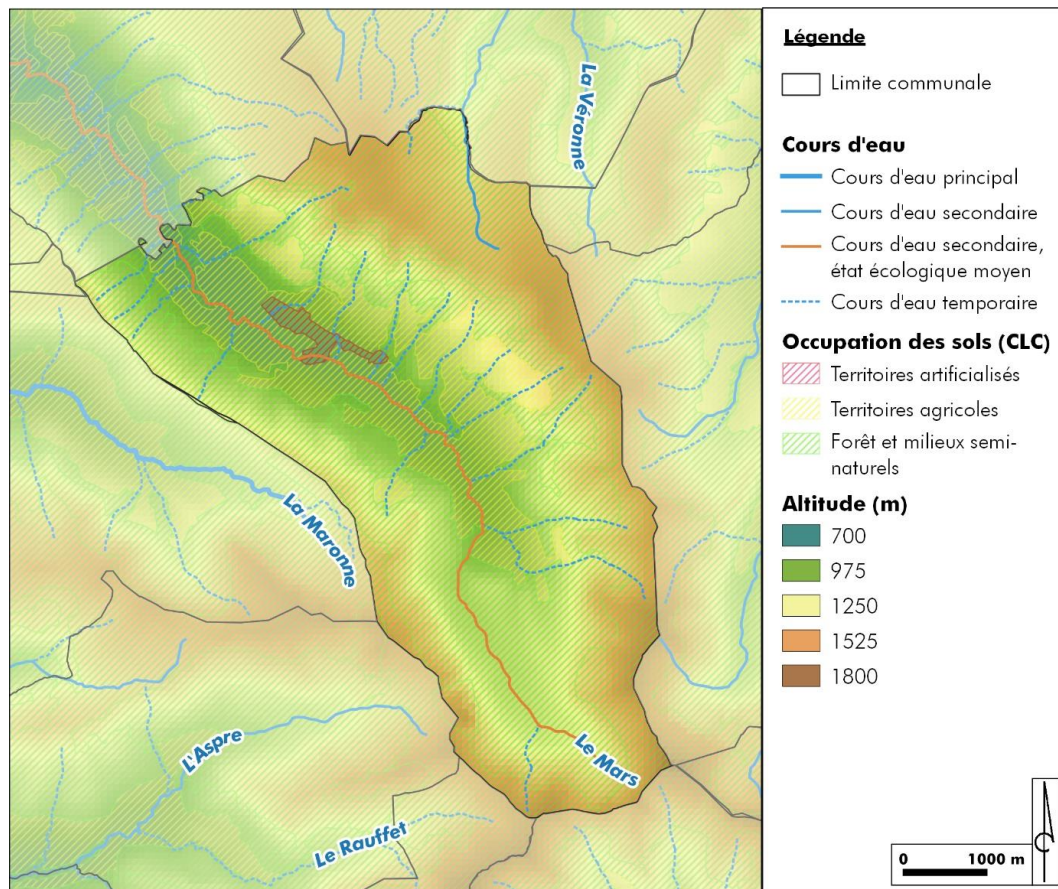 La Véronne
La Maronne
L'Aspre
Le Mars
Le Rauffet
Légende
Limite communale
Cours d'eau
Cours d'eau principal
Cours d'eau secondaire
Cours d'eau secondaire,
état écologique moyen
Cours d'eau temporaire
Occupation des sols (CLC)
Territoires artificialisés
Territoires agricoles
Forêt et milieux semi-
naturels
Altitude (m)
700
975
1250
1525
1800
0 1000 m